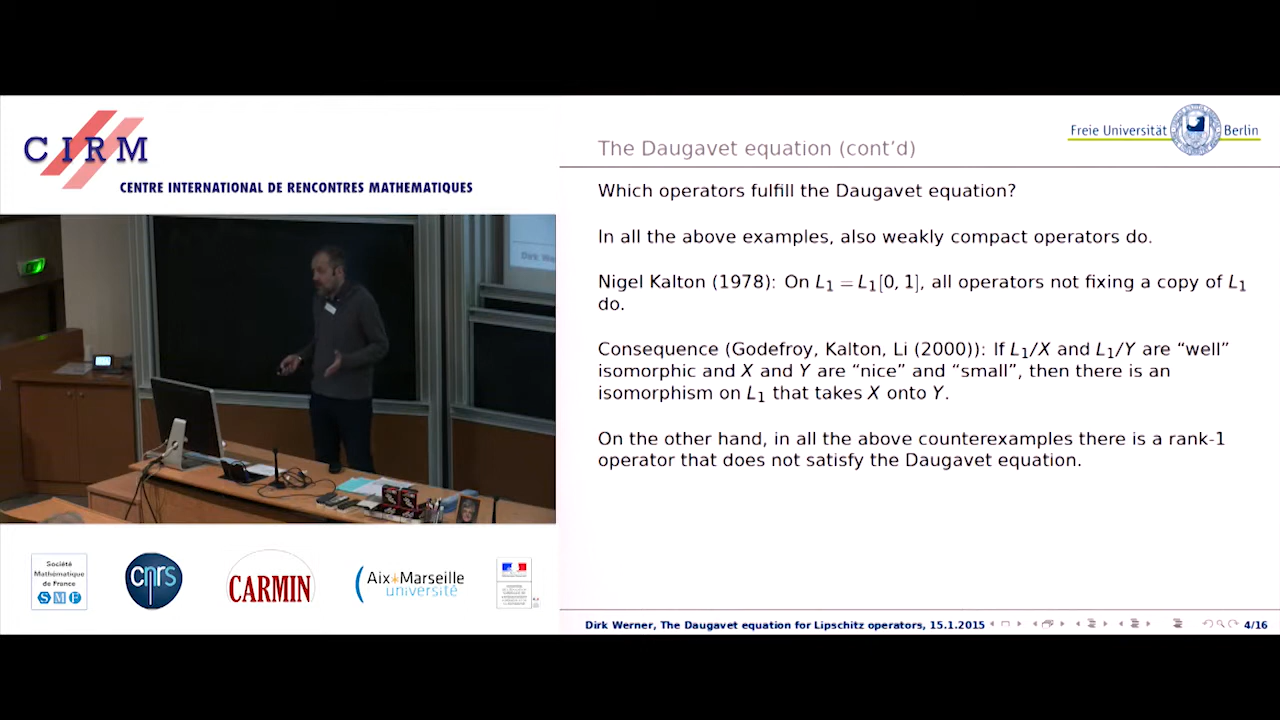 CIRM
CENTRE INTERNATIONAL DE RENCONTRES MATHEMATIQUES
Dirk We
Société
Mathématique
de France
SMF
cnrs
CARMIN
Aix*Marseille
université
Freie Universität Berlin
The Daugavet equation (cont’d)
Which operators fulfill the Daugavet equation?
In all the above examples, also weakly compact operators do.
Nigel Kalton (1978): On L₁ = L₁[0, 1], all operators not fixing a copy of L₁
do.
Consequence (Godefroy, Kalton, Li (2000)): If L₁/X and L₁/Y are “well”
isomorphic and X and Y are “nice” and “small”, then there is an
isomorphism on L₁ that takes X onto Y.
On the other hand, in all the above counterexamples there is a rank-1
operator that does not satisfy the Daugavet equation.
Dirk Werner, The Daugavet equation for Lipschitz operators, 15.1.2015 4/16